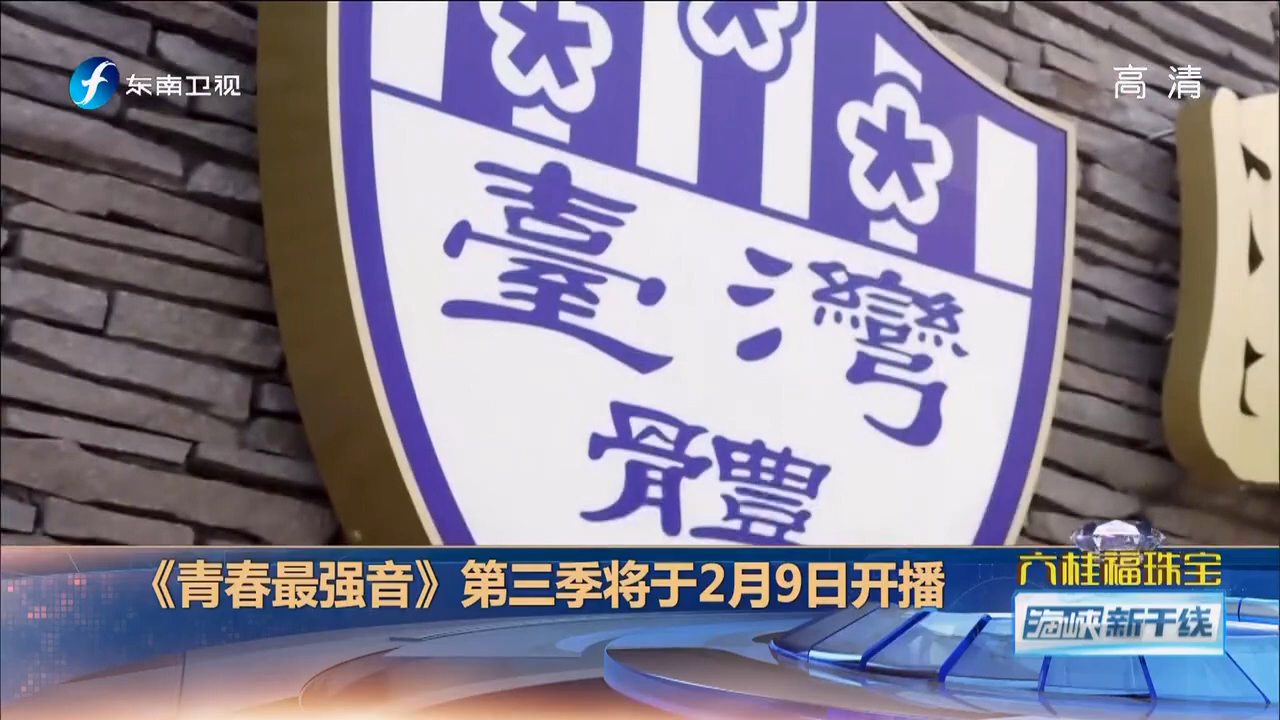 东南卫视
高清
臺灣
體
《青春最强音》第三季将于2月9日开播
六桂福珠宝
海峡新干线